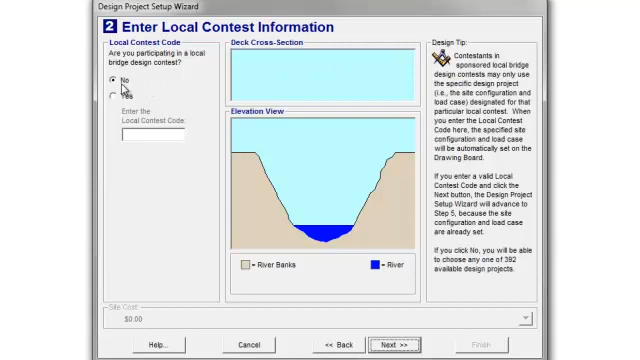 Design Project Setup Wizard
2 Enter Local Contest Information
Local Contest Code
Are you participating in a local
bridge design contest?
No
Yes
Enter the
Local Contest Code:
Deck Cross-Section
Elevation View
= River Banks
= River
Design Tip:
Contestants in
sponsored local bridge
design contests may only use
the specific design project
(i.e., the site configuration and
load case) designated for that
particular local contest. When
you enter the Local Contest
Code here, the specified site
configuration and load case
will be automatically set on the
Drawing Board.
If you enter a valid Local
Contest Code and click the
Next button, the Design Project
Setup Wizard will advance to
Step 5, because the site
configuration and load case
are already set.
If you click No, you will be able
to choose any one of 392
available design projects.
Site Cost:
$0.00
Help...
Cancel
<< Back
Next >>
Finish